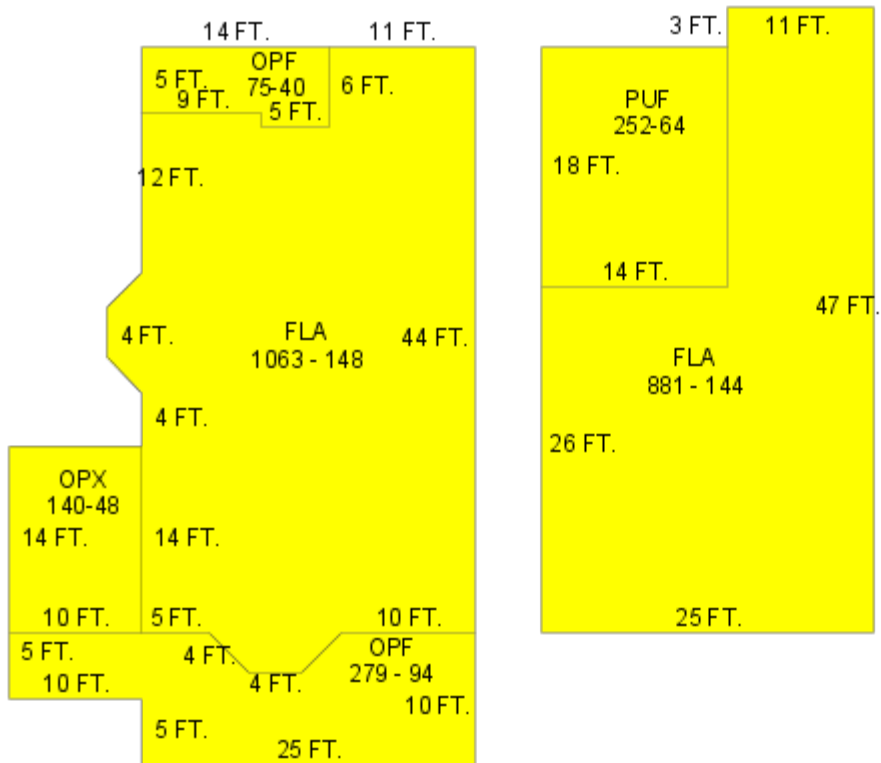 14 FT.
11 FT.
OPF
75-40
5 FT.
9 FT.
5 FT.
6 FT.
12 FT.
4 FT.
FLA
1063 - 148
44 FT.
4 FT.
OPX
140-48
14 FT.
14 FT.
10 FT.
5 FT.
10 FT.
5 FT.
4 FT.
OPF
279 - 94
10 FT.
4 FT.
10 FT.
5 FT.
25 FT.
3 FT.
11 FT.
PUF
252-64
18 FT.
14 FT.
47 FT.
FLA
881 - 144
26 FT.
25 FT.